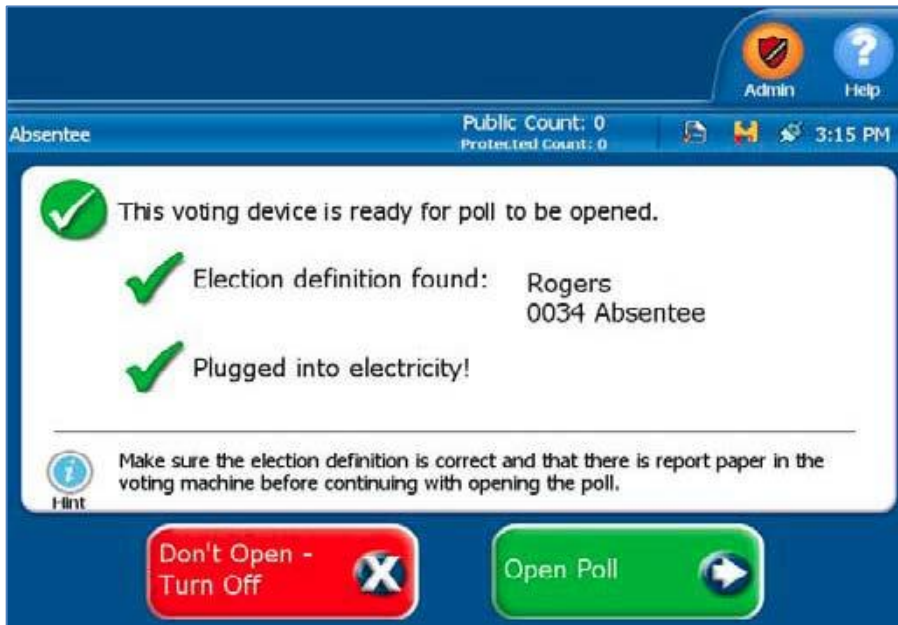 Admin
Help
Absentee
Public Count: 0
Protected Count: 0
3:15 PM
This voting device is ready for poll to be opened.
Election definition found:
Rogers
0034 Absentee
Plugged into electricity!
Hint
Make sure the election definition is correct and that there is report paper in the
voting machine before continuing with opening the poll.
Don't Open -
Turn Off
Open Poll